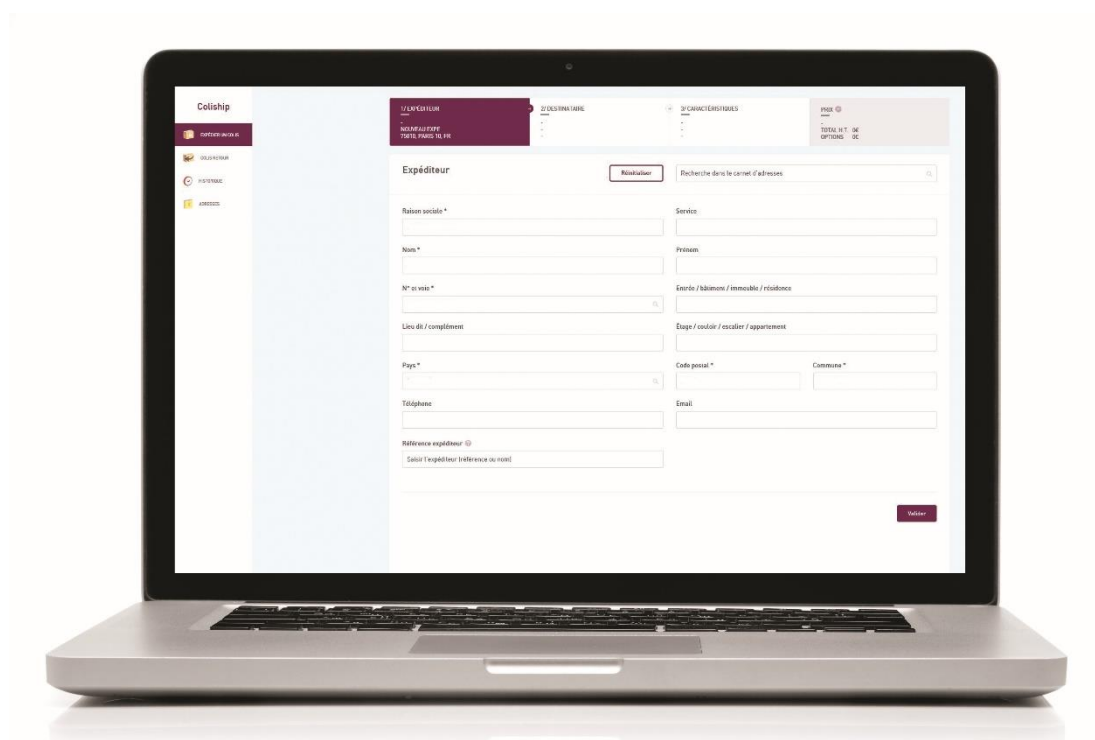 Coliship
EXPÉDIER UN COLIS
COLIS RETOUR
HISTORIQUE
ADRESSES
1/ EXPÉDITEUR
NOUVEAU EXPE
75010, PARIS 10, FR
2/ DESTINATAIRE
3/ CARACTÉRISTIQUES
PRIX
TOTAL H.T. 0€
OPTIONS 0€
Expéditeur
Réinitialiser
Recherche dans le carnet d'adresses
Raison sociale *
Service
Nom *
Prénom
N° et voie *
Entrée / bâtiment / immeuble / résidence
Lieu dit / complément
Étage / couloir / escalier / appartement
Pays *
Code postal *
Commune *
Téléphone
Email
Référence expéditeur
Saisir l'expéditeur (référence ou nom)
Valider